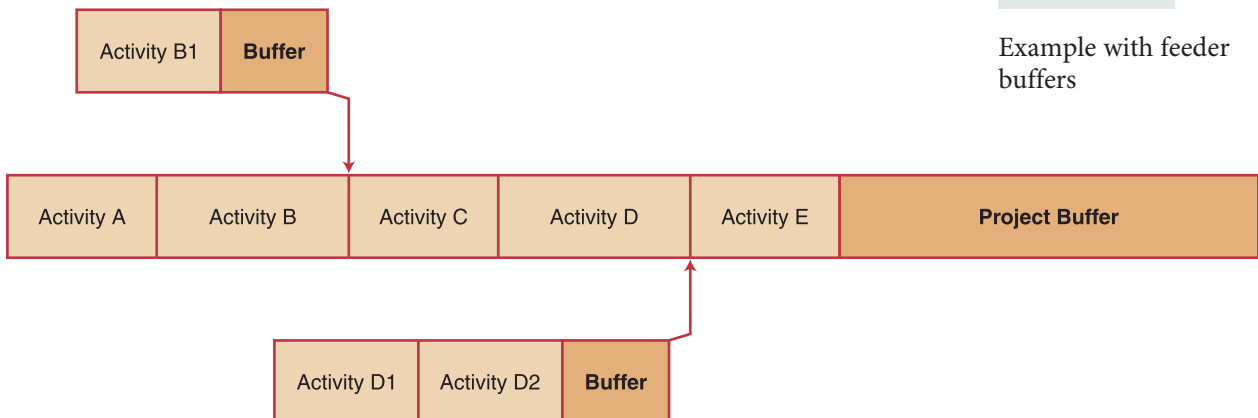 Activity B1
Buffer
Example with feeder
buffers
Activity A
Activity B
Activity C
Activity D
Activity E
Project Buffer
Activity D1
Activity D2
Buffer